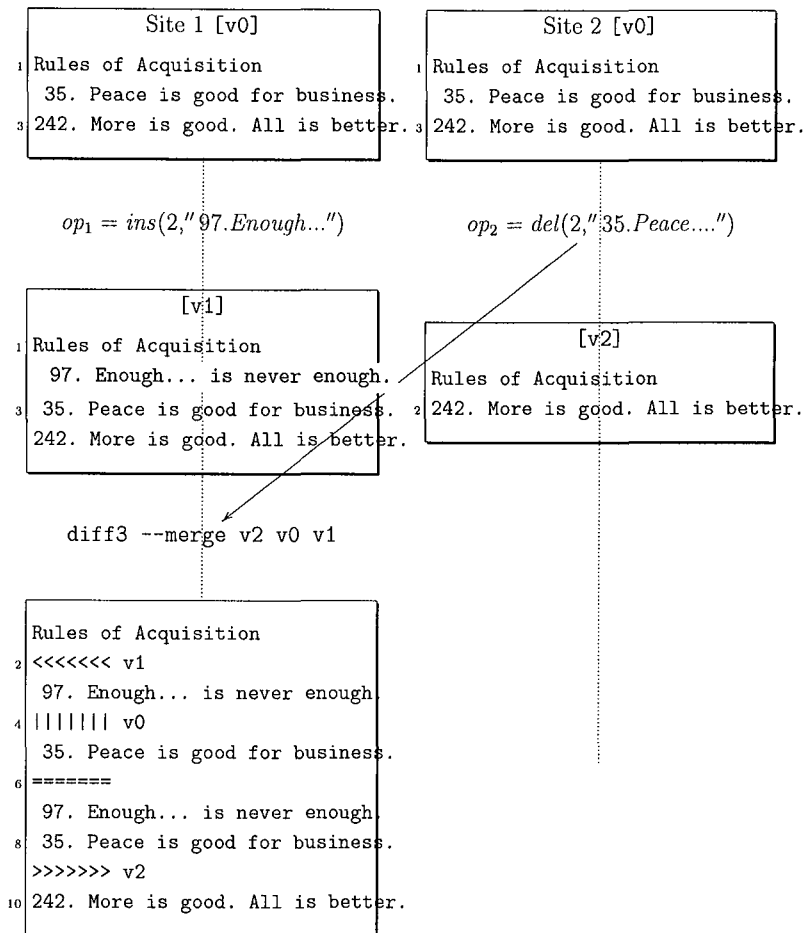 Site 1 [v0]
1 Rules of Acquisition
35. Peace is good for business.
3 242. More is good. All is better.
Site 2 [v0]
1 Rules of Acquisition
35. Peace is good for business.
3 242. More is good. All is better.
op1 = ins(2,"97.Enough...")
op2 = del(2,"35.Peace....")
[v1]
1 Rules of Acquisition
97. Enough... is never enough.
3 35. Peace is good for business.
242. More is good. All is better.
[v2]
Rules of Acquisition
2 242. More is good. All is better.
diff3 --merge v2 v0 v1
Rules of Acquisition
2 <<<<<<< v1
97. Enough... is never enough.
4 ||||||| v0
35. Peace is good for business.
6 =======
97. Enough... is never enough.
8 35. Peace is good for business.
>>>>>>> v2
10 242. More is good. All is better.